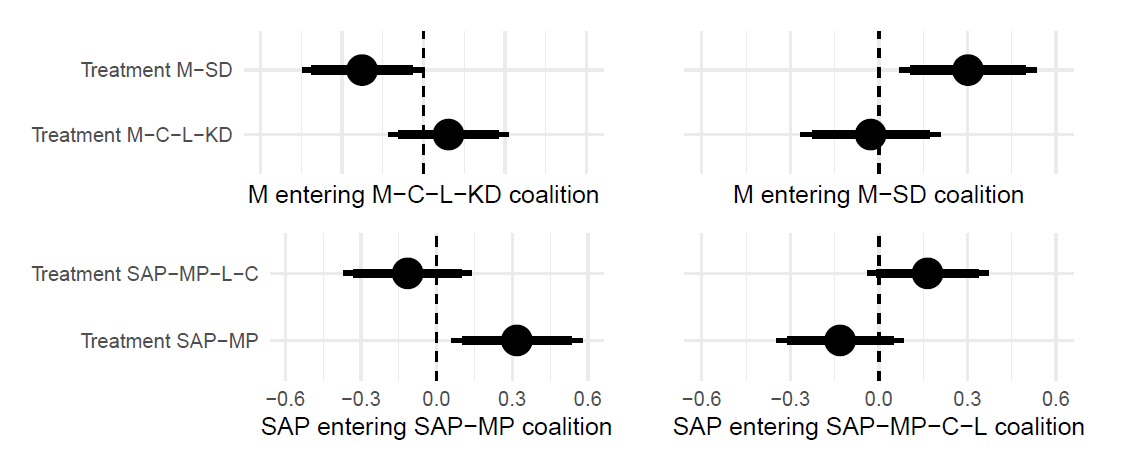 Treatment M−SD
Treatment M−C−L−KD
M entering M−C−L−KD coalition
M entering M−SD coalition
Treatment SAP−MP−L−C
Treatment SAP−MP
−0.6 −0.3 0.0 0.3 0.6
SAP entering SAP−MP coalition
−0.6 −0.3 0.0 0.3 0.6
SAP entering SAP−MP−C−L coalition